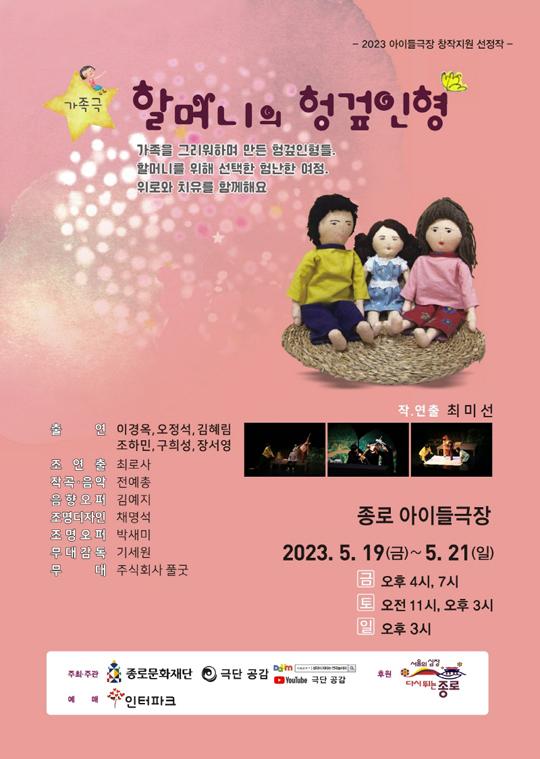 - 2023 아이들극장 창작지원 선정작 -
가족극
할머니의 헝겊인형
가족을 그리워하며 만든 헝겊인형들.
할머니를 위해 선택한 험난한 여정.
위로와 치유를 함께해요
작.연출 최미선
출 연 이경옥, 오정석, 김혜림
조하민, 구희성, 장서영
조 연 출 최로사
작곡·음악 전예총
음향오퍼 김예지
조명디자인 채명석
조명오퍼 박새미
무대감독 기세원
무 대 주식회사 풀굿
종로 아이들극장
2023. 5. 19(금)~ 5. 21(일)
금 오후 4시, 7시
토 오전 11시, 오후 3시
일 오후 3시
주최·주관 종로문화재단 극단 공감
Daum
YouTube 극단 공감
후원 서울의 심장
다시 뛰는 종로
예 매 인터파크